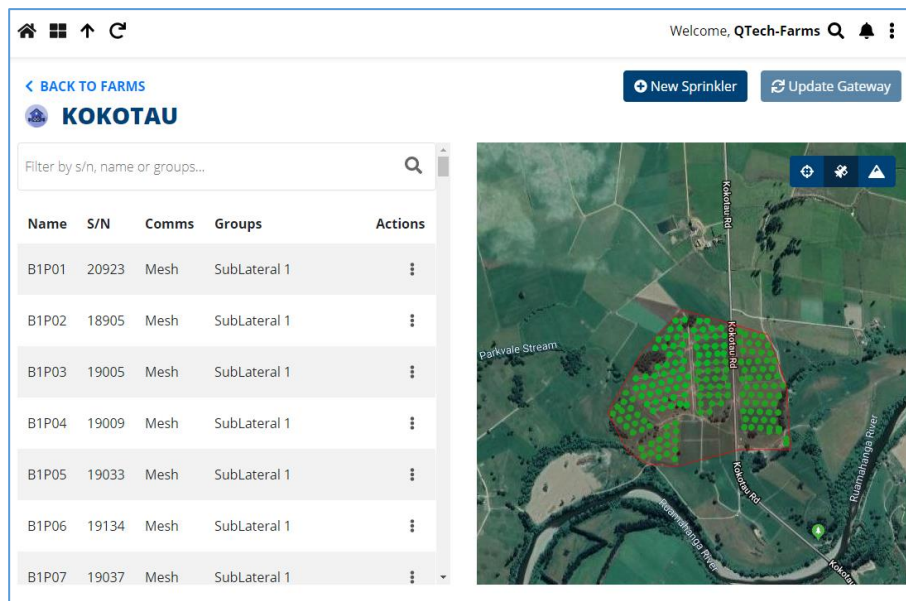 Welcome, QTech-Farms
BACK TO FARMS
New Sprinkler
Update Gateway
KOKOTAU
Filter by s/n, name or groups...
Name S/N Comms Groups Actions
B1P01 20923 Mesh SubLateral 1
B1P02 18905 Mesh SubLateral 1
B1P03 19005 Mesh SubLateral 1
B1P04 19009 Mesh SubLateral 1
B1P05 19033 Mesh SubLateral 1
B1P06 19134 Mesh SubLateral 1
B1P07 19037 Mesh SubLateral 1
Kokotau Rd
Kokotau Rd
Parkvale Stream
Ruamahanga River
Kokotau Rd
Ruamahanga River
Kokotau